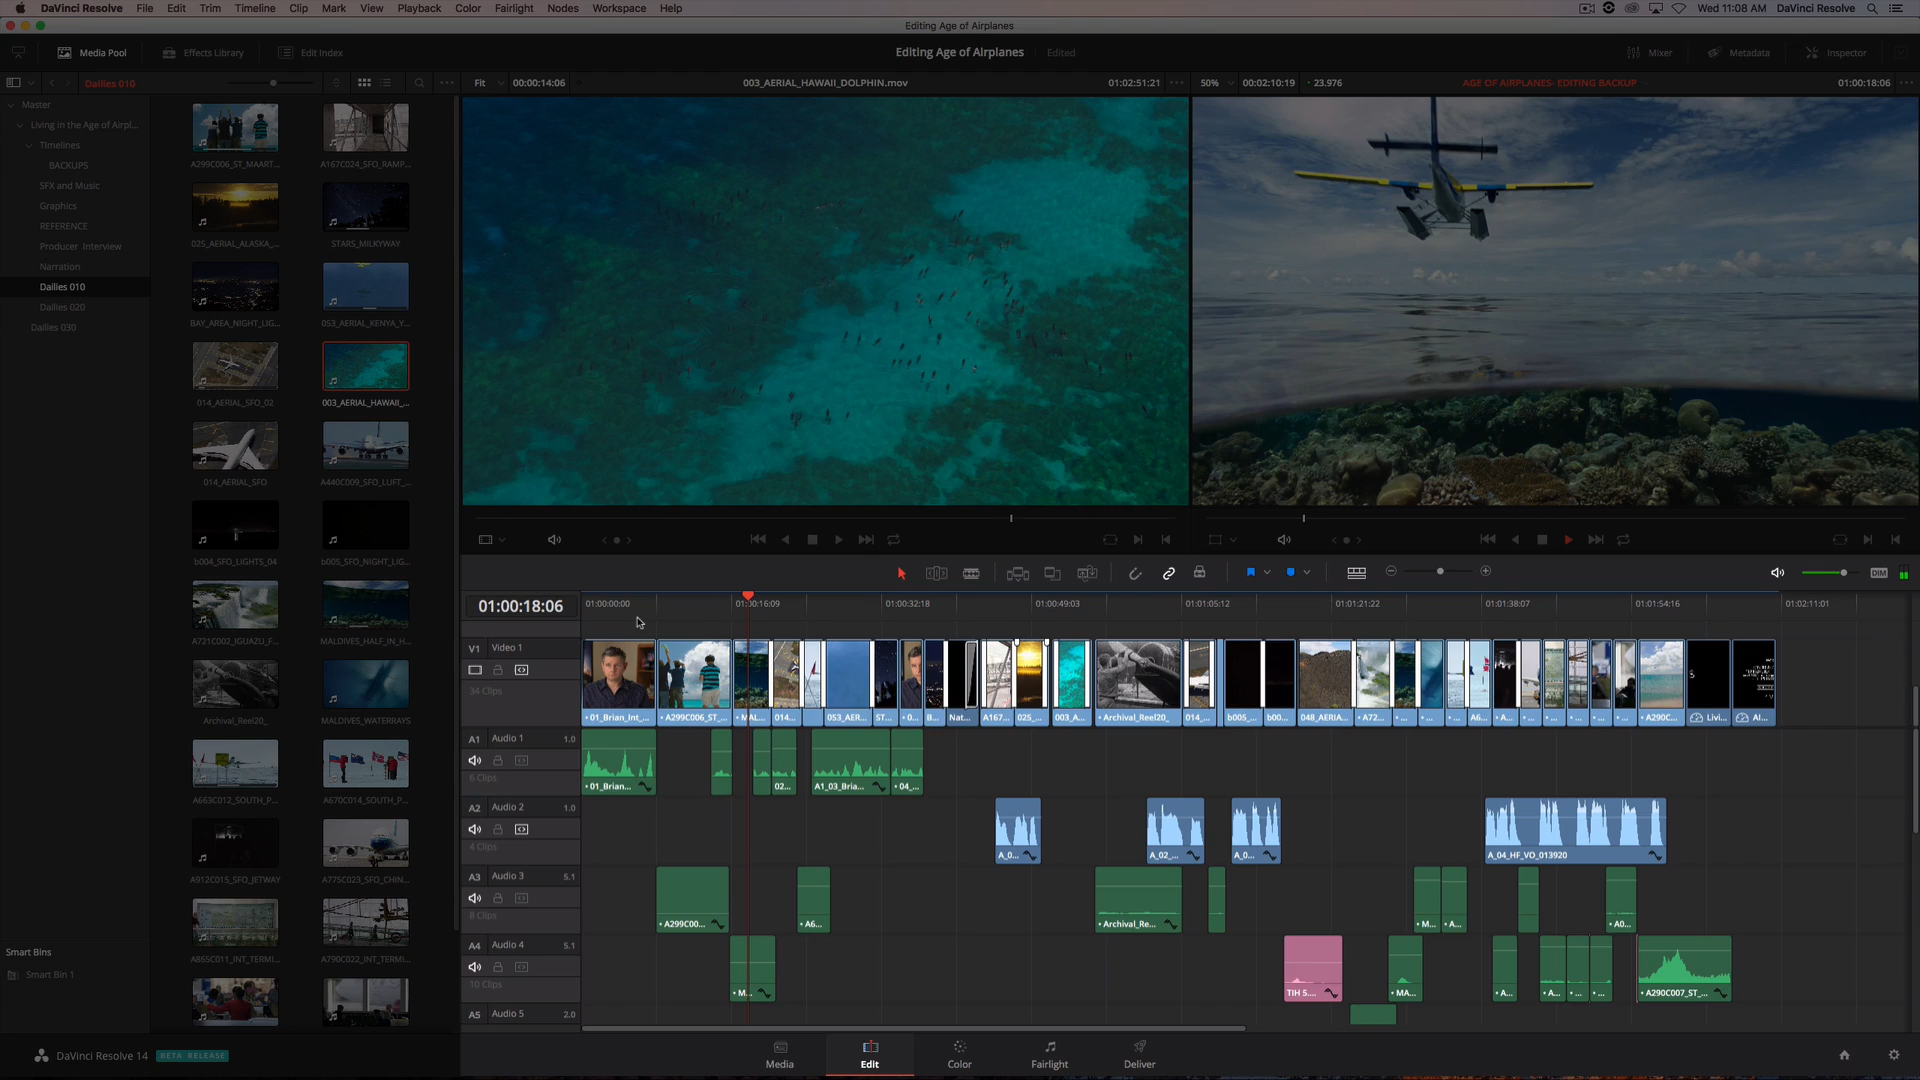 DaVinci Resolve File Edit Trim Timeline Clip Mark View Playback Color Fairlight Nodes Workspace Help
Wed 11:08 AM DaVinci Resolve
Editing Age of Airplanes
Media Pool Effects Library Edit Index
Editing Age of Airplanes Edited
Mixer Metadata Inspector
Dailies 010
Fit 00:00:14:06 003_AERIAL_HAWAII_DOLPHIN.mov 01:02:51:21
50% 00:02:10:19 • 23.976 AGE OF AIRPLANES- EDITING BACKUP 01:00:18:06
Master
Living in the Age of Airpl...
Timelines
BACKUPS
SFX and Music
Graphics
REFERENCE
Producer Interview
Narration
Dailies 010
Dailies 020
Dailies 030
A299C006_ST_MAART... A167C024_SFO_RAMP...
025_AERIAL_ALASKA_... STARS_MILKYWAY
BAY_AREA_NIGHT_LIG... 053_AERIAL_KENYA_Y...
014_AERIAL_SFO_02 003_AERIAL_HAWAII_...
014_AERIAL_SFO A440C009_SFO_LUFT_...
b004_SFO_LIGHTS_04 b005_SFO_NIGHT_LIG...
A721C002_IGUAZU_F... MALDIVES_HALF_IN_H...
Archival_Reel20_ MALDIVES_WATERRAYS
A663C012_SOUTH_P... A670C014_SOUTH_P...
A912C015_SFO_JETWAY A775C023_SFO_CHIN...
A855C011_INT_TERMI... A790C022_INT_TERMI...
Smart Bins
Smart Bin 1
DIM
01:00:18:06
01:00:00:00 01:00:16:09 01:00:32:18 01:00:49:03 01:01:05:12 01:01:21:22 01:01:38:07 01:01:54:16 01:02:11:01
V1 Video 1
34 Clips
• 01_Brian_Int_... • A299C006_ST_... • MAL... 014... 053_AER... ST... • 0... B... Nat... A167... 025_... 003_A... • Archival_Reel20_ 014_... b005_... b00... 048_AERIA... • A72... • ... • ... A6... • ... • A... • ... • ... • ... • ... • A290C... Livi... Al...
A1 Audio 1 1.0
6 Clips
• 01_Brian... 02... A1_03_Bria... • 04_...
A2 Audio 2 1.0
4 Clips
A_0... A_02_... A_0... A_04_HF_VO_013920
A3 Audio 3 5.1
8 Clips
• A299C00... • A6... • Archival_Re... • M... • A... • A0...
A4 Audio 4 5.1
10 Clips
• M... TIH 5.... • MA... • A... • A... • ... • ... • A290C007_ST_...
A5 Audio 5 2.0
DaVinci Resolve 14 BETA RELEASE
Media Edit Color Fairlight Deliver